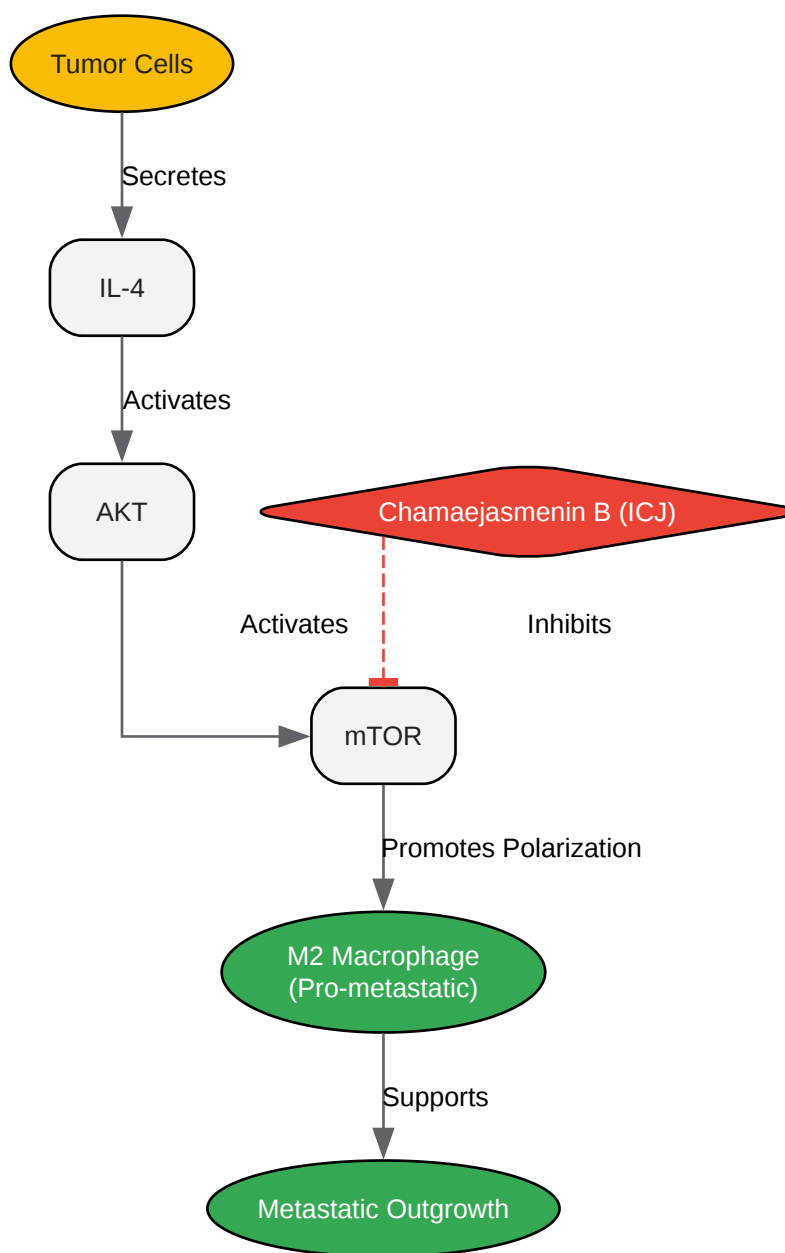 Tumor Cells
Secretes
IL-4
Activates
AKT
Chamaejasmenin B (ICJ)
Activates
Inhibits
mTOR
Promotes Polarization
M2 Macrophage
(Pro-metastatic)
Supports
Metastatic Outgrowth